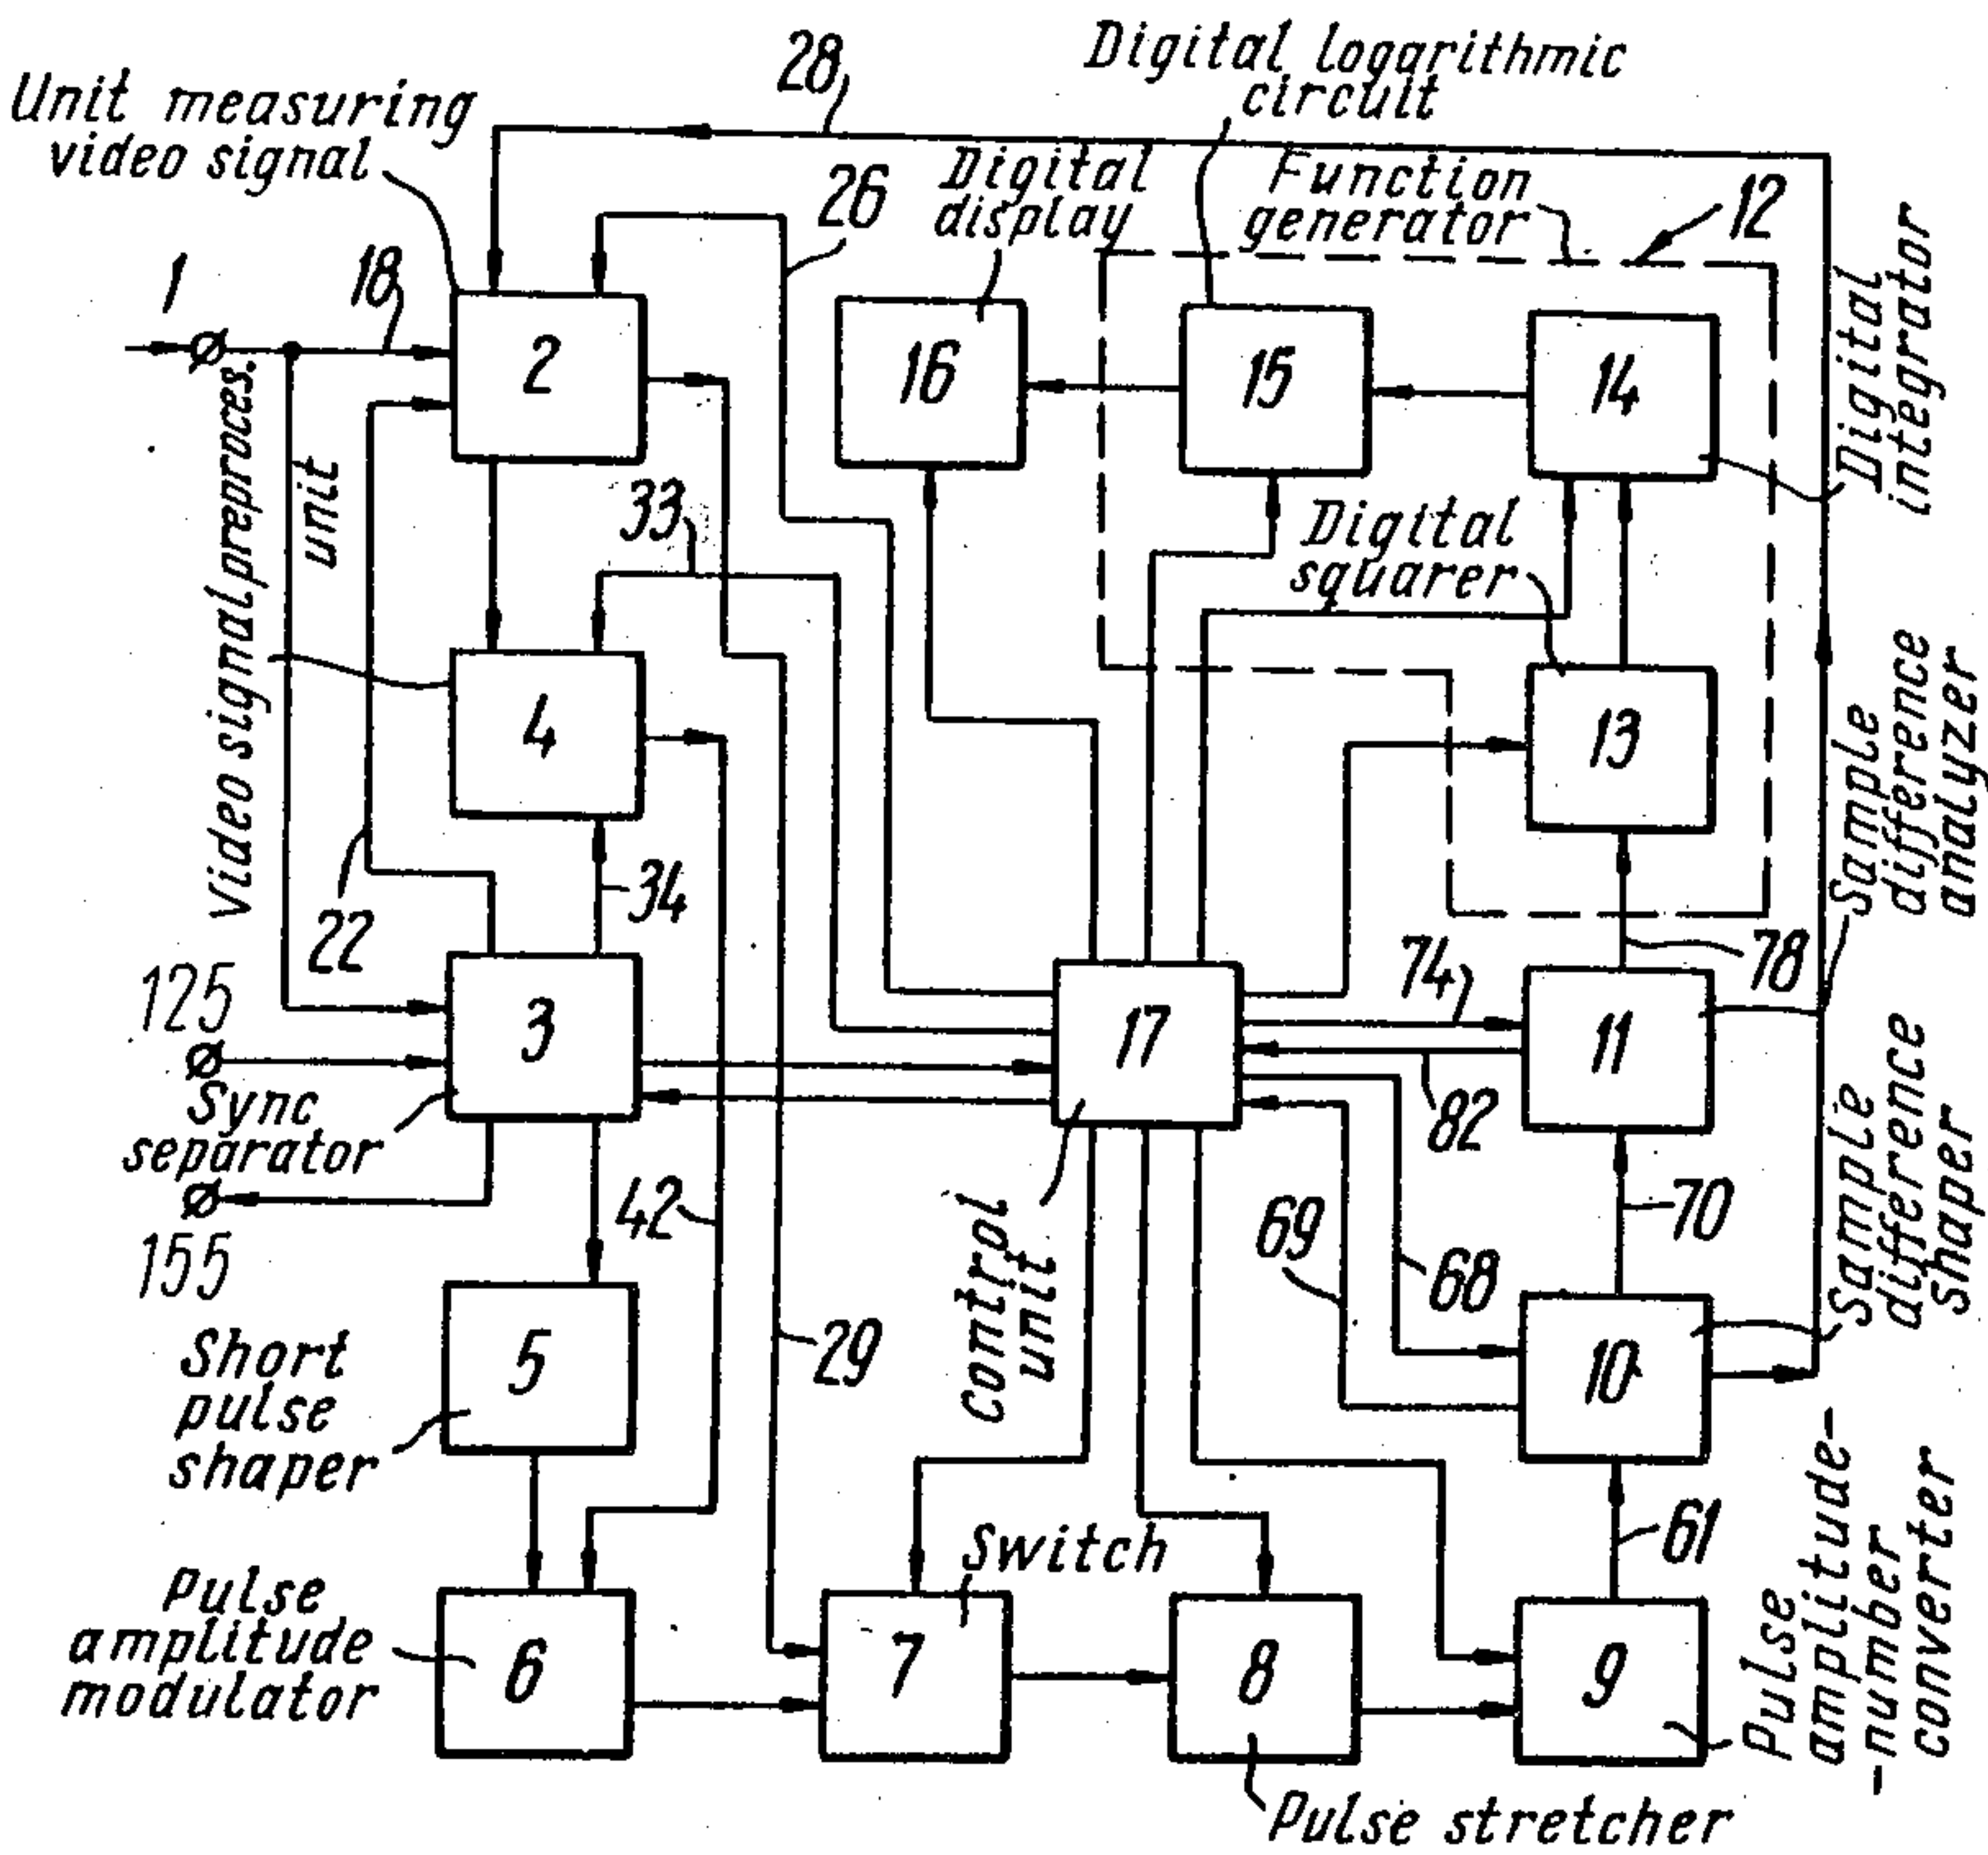 28
Digital logarithmic
circuit
Unit measuring
video signal
26
Digital
display
Function
generator
12
1
18
2
16
15
14
Digital
integrator
Video signal preproces.
unit
33
Digital
squarer
4
13
22
34
Sample
difference
analyzer
78
74
125
3
17
11
82
Sync
separator
155
42
Control
unit
69
68
70
Sample
difference
shaper
5
Short
pulse
shaper
29
10
61
Switch
Pulse
amplitude
modulator
6
7
8
9
Pulse
amplitude-
-number
converter
Pulse stretcher